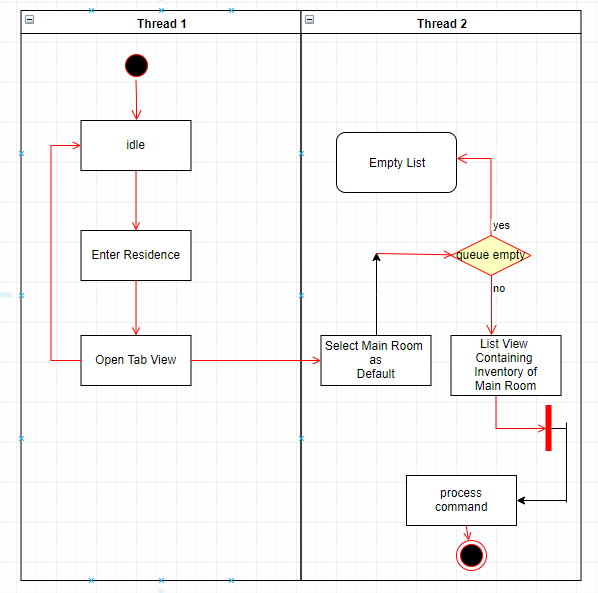 Thread 1
Thread 2
idle
Enter Residence
Open Tab View
Empty List
yes
queue empty
no
Select Main Room
as
Default
List View
Containing
Inventory of
Main Room
process
command